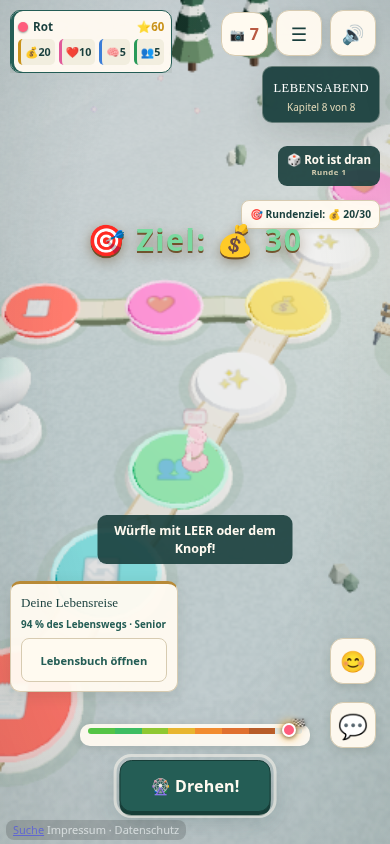 Rot ⭐60
💰20 ❤️10 🧠5 👥5
📷 7
LEBENSABEND
Kapitel 8 von 8
🎲 Rot ist dran
Runde 1
🎯 Rundenziel: 💰 20/30
🎯 Ziel: 💰 30
Würfle mit LEER oder dem
Knopf!
Deine Lebensreise
94 % des Lebenswegs · Senior
Lebensbuch öffnen
🎡 Drehen!
Suche Impressum · Datenschutz